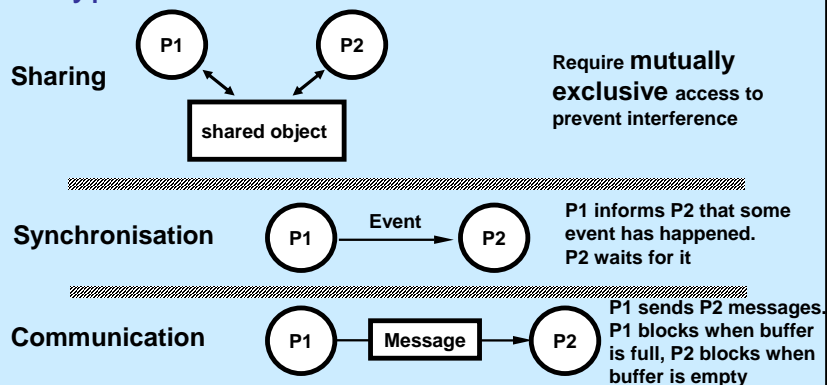 P1
P2
Sharing
shared object
Require mutually
exclusive access to
prevent interference
Synchronisation
P1
Event
P2
P1 informs P2 that some
event has happened.
P2 waits for it
Communication
P1
Message
P2
P1 sends P2 messages.
P1 blocks when buffer
is full, P2 blocks when
buffer is empty